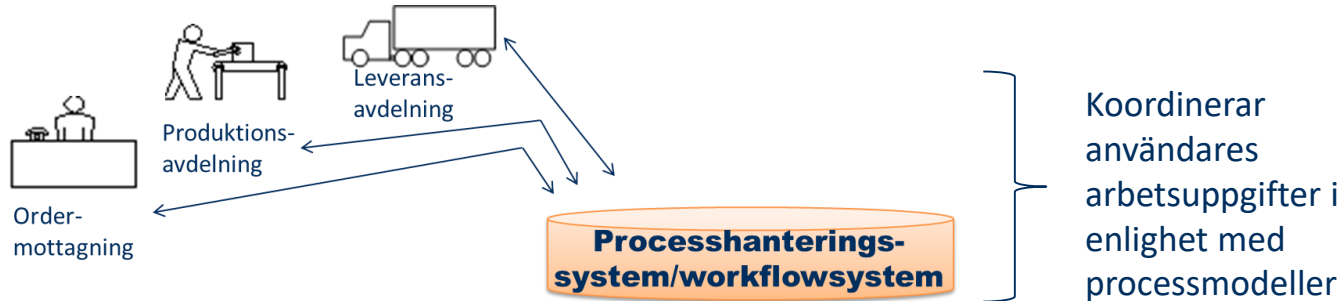 Leverans-
avdelning
Produktions-
avdelning
Order-
mottagning
Processhanterings-
system/workflowsystem
Koordinerar
användares
arbetsuppgifter i
enlighet med
processmodeller